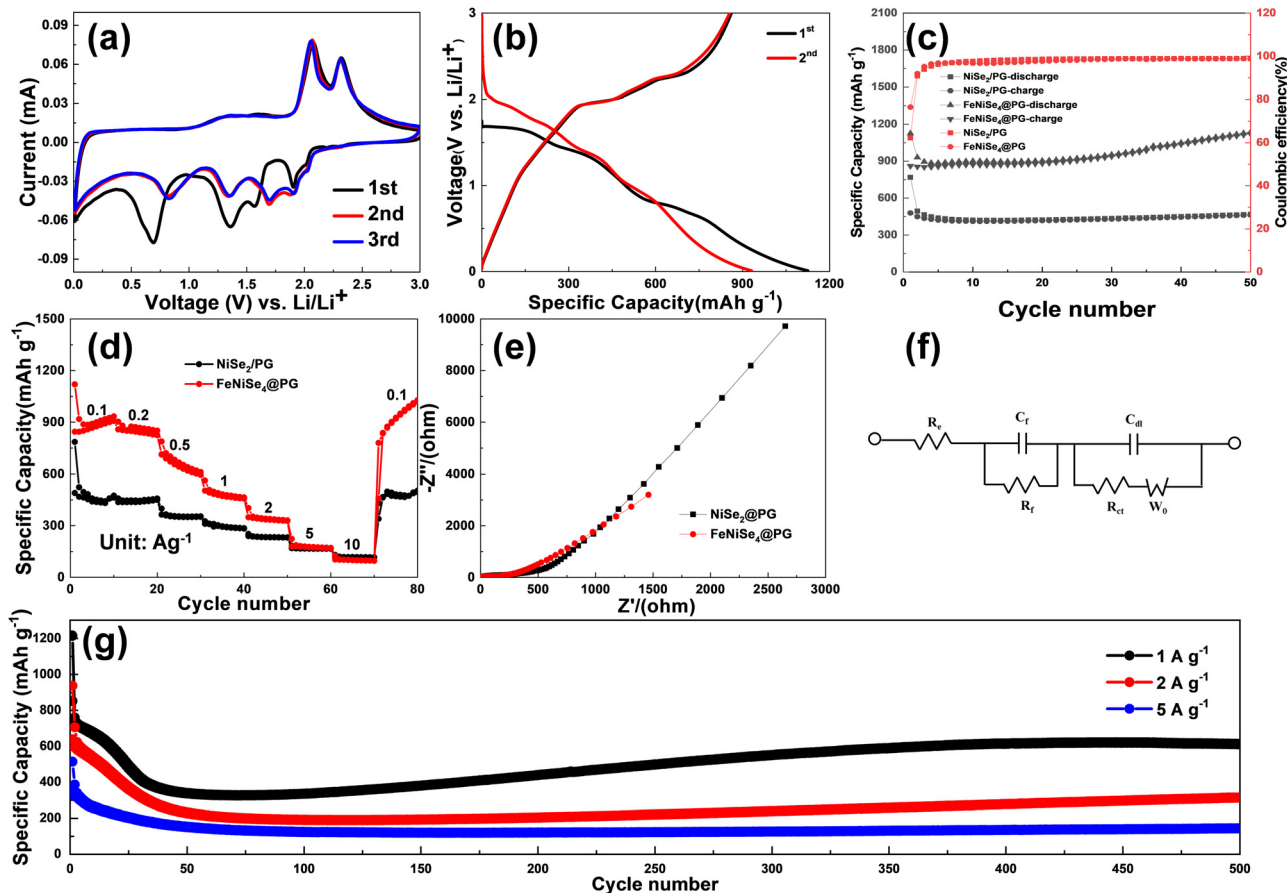 (a)
0.09
0.06
0.03
0.00
-0.03
-0.06
-0.09
Current (mA)
1st
2nd
3rd
0.0 0.5 1.0 1.5 2.0 2.5 3.0
Voltage (V) vs. Li/Li⁺
(b)
3
2
1
0
Voltage(V vs. Li/Li⁺)
1ˢᵗ
2ⁿᵈ
0 300 600 900 1200
Specific Capacity(mAh g⁻¹)
(c)
2100
1800
1500
1200
900
600
300
0
Specific Capacity (mAh g⁻¹)
NiSe₂/PG-discharge
NiSe₂/PG-charge
FeNiSe₄@PG-discharge
FeNiSe₄@PG-charge
NiSe₂/PG
FeNiSe₄@PG
120
100
80
60
40
20
0
Coulombic efficiency(%)
0 10 20 30 40 50
Cycle number
(d)
1500
1200
900
600
300
0
Specific Capacity(mAh g⁻¹)
NiSe₂/PG
FeNiSe₄@PG
0.1
0.2
0.5
1
2
5
10
0.1
Unit: Ag⁻¹
0 20 40 60 80
Cycle number
(e)
10000
8000
6000
4000
2000
0
-Z''/(ohm)
NiSe₂@PG
FeNiSe₄@PG
0 500 1000 1500 2000 2500 3000
Z'/(ohm)
(f)
Rₑ
C_f
R_f
C_dl
R_ct
W₀
(g)
1200
1000
800
600
400
200
0
Specific Capacity (mAh g⁻¹)
1 A g⁻¹
2 A g⁻¹
5 A g⁻¹
0 50 100 150 200 250 300 350 400 450 500
Cycle number